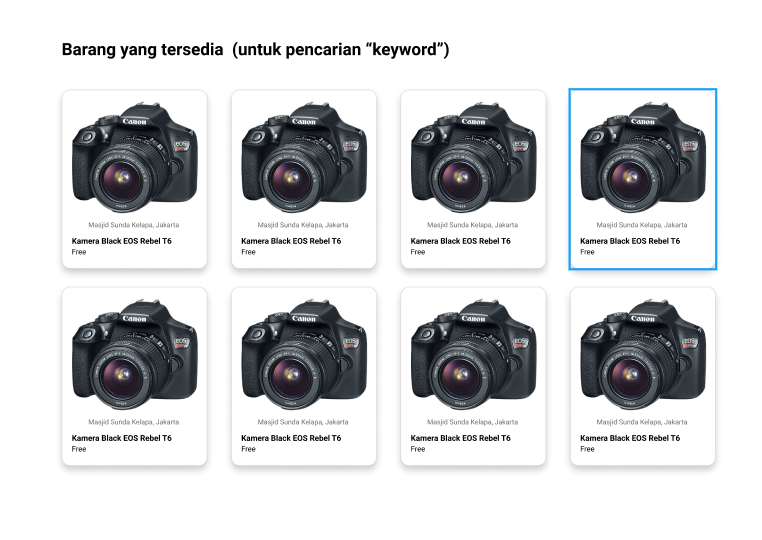 Barang yang tersedia (untuk pencarian “keyword”)
Canon
EOS
Masjid Sunda Kelapa, Jakarta
Kamera Black EOS Rebel T6
Free
Canon
EOS
Masjid Sunda Kelapa, Jakarta
Kamera Black EOS Rebel T6
Free
Canon
EOS
Masjid Sunda Kelapa, Jakarta
Kamera Black EOS Rebel T6
Free
Canon
EOS
Masjid Sunda Kelapa, Jakarta
Kamera Black EOS Rebel T6
Free
Canon
EOS
Masjid Sunda Kelapa, Jakarta
Kamera Black EOS Rebel T6
Free
Canon
EOS
Masjid Sunda Kelapa, Jakarta
Kamera Black EOS Rebel T6
Free
Canon
EOS
Masjid Sunda Kelapa, Jakarta
Kamera Black EOS Rebel T6
Free
Canon
EOS
Masjid Sunda Kelapa, Jakarta
Kamera Black EOS Rebel T6
Free